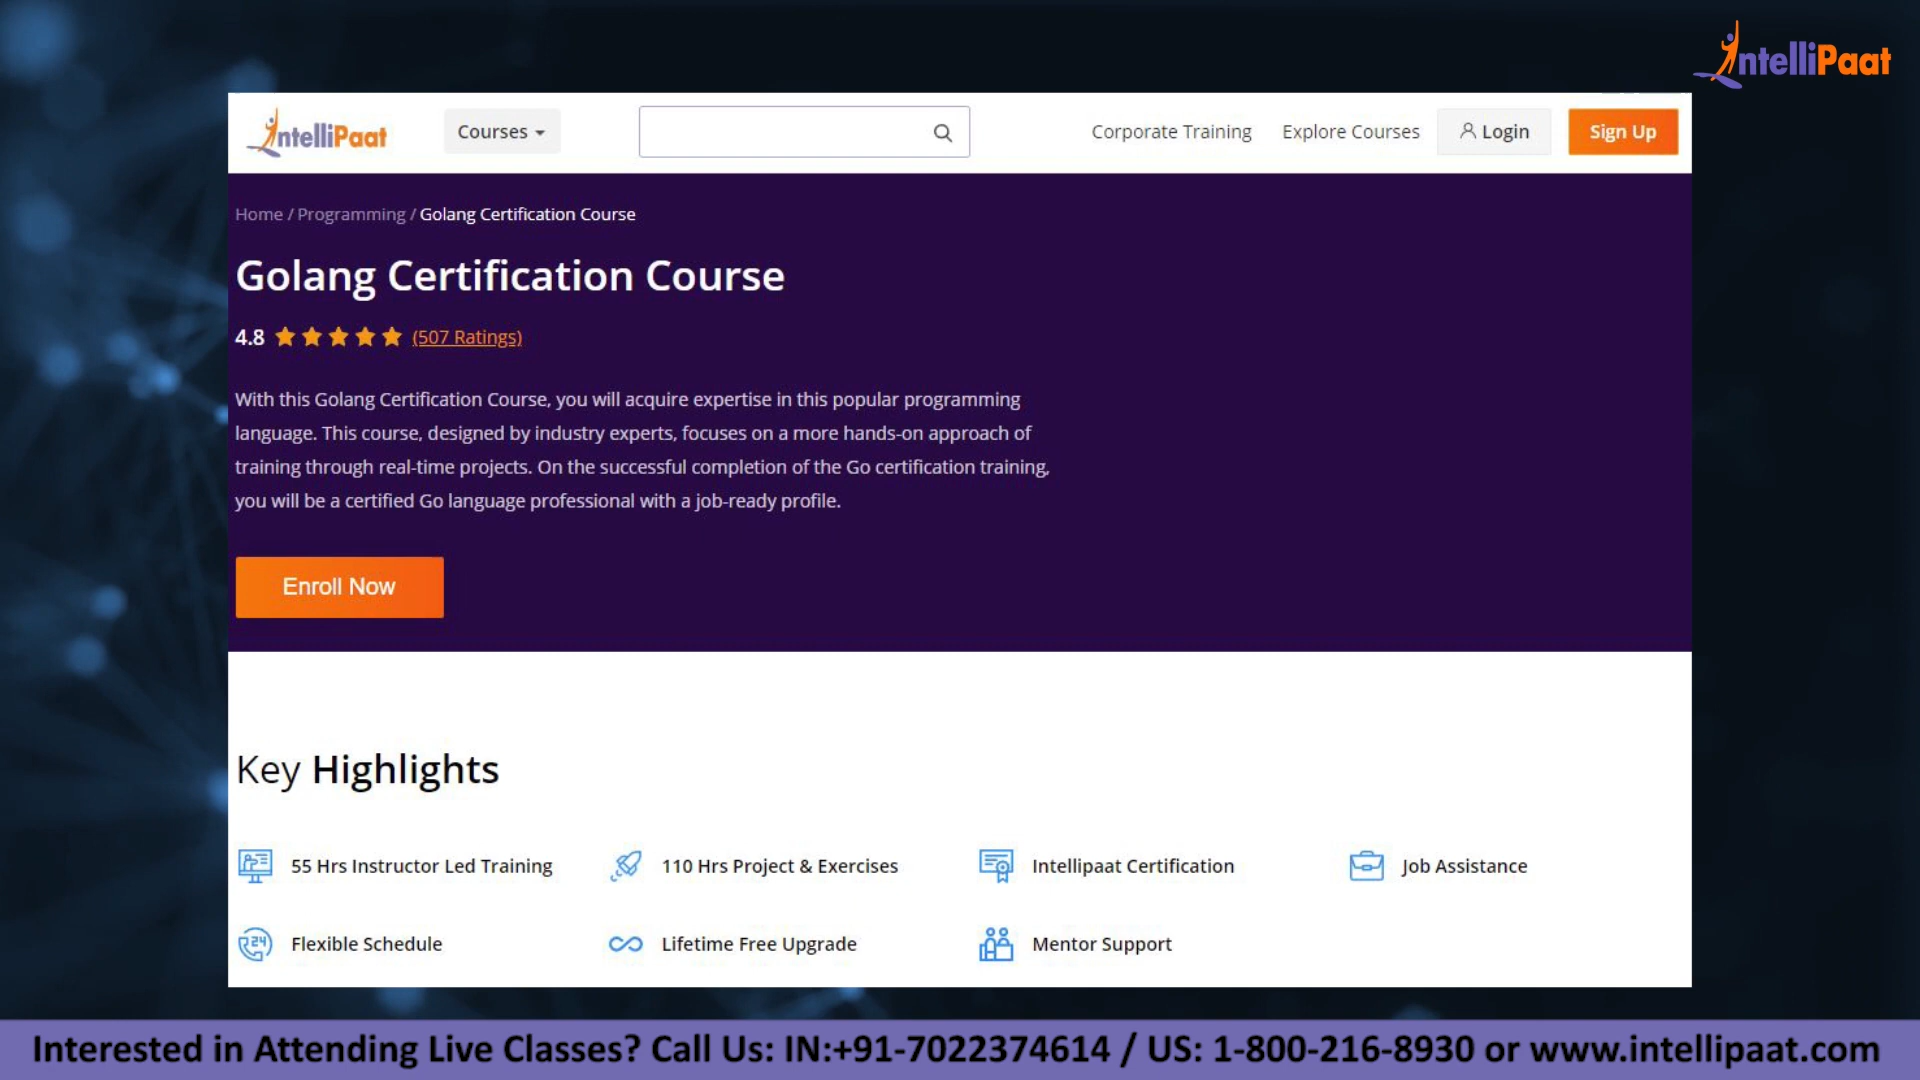 IntelliPaat
IntelliPaat
Courses
Corporate Training
Explore Courses
Login
Sign Up
Home / Programming / Golang Certification Course
Golang Certification Course
4.8
(507 Ratings)
With this Golang Certification Course, you will acquire expertise in this popular programming
language. This course, designed by industry experts, focuses on a more hands-on approach of
training through real-time projects. On the successful completion of the Go certification training,
you will be a certified Go language professional with a job-ready profile.
Enroll Now
Key Highlights
55 Hrs Instructor Led Training
110 Hrs Project & Exercises
Intellipaat Certification
Job Assistance
24
Flexible Schedule
Lifetime Free Upgrade
Mentor Support
Interested in Attending Live Classes? Call Us: IN:+91-7022374614 / US: 1-800-216-8930 or www.intellipaat.com